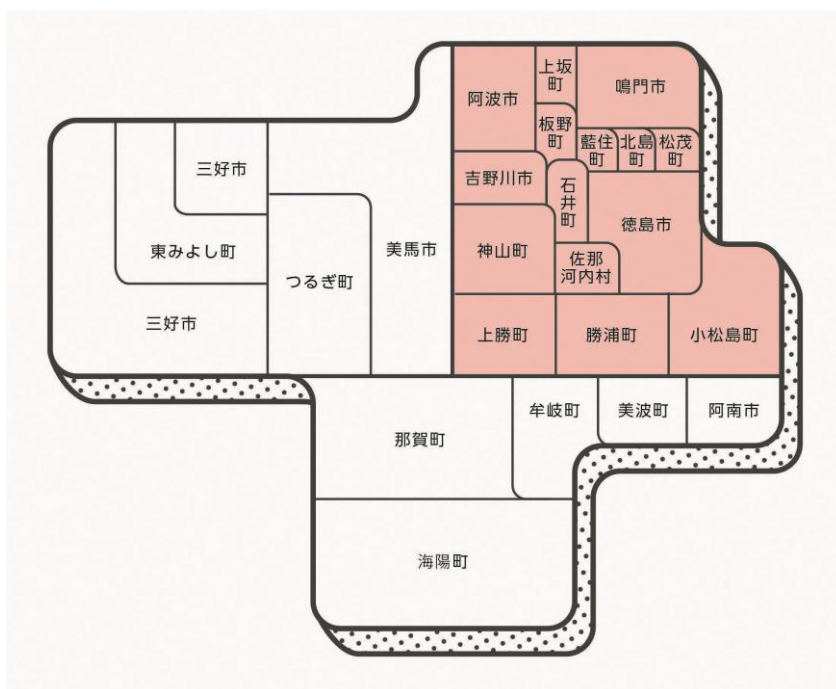 阿波市
上坂
町
鳴門市
板野
町
藍住
町
北島
町
松茂
町
三好市
吉野川市
石
井
町
徳島市
東みよし町
美馬市
神山町
佐那
河内村
つるぎ町
三好市
上勝町
勝浦町
小松島町
那賀町
牟岐町
美波町
阿南市
海陽町